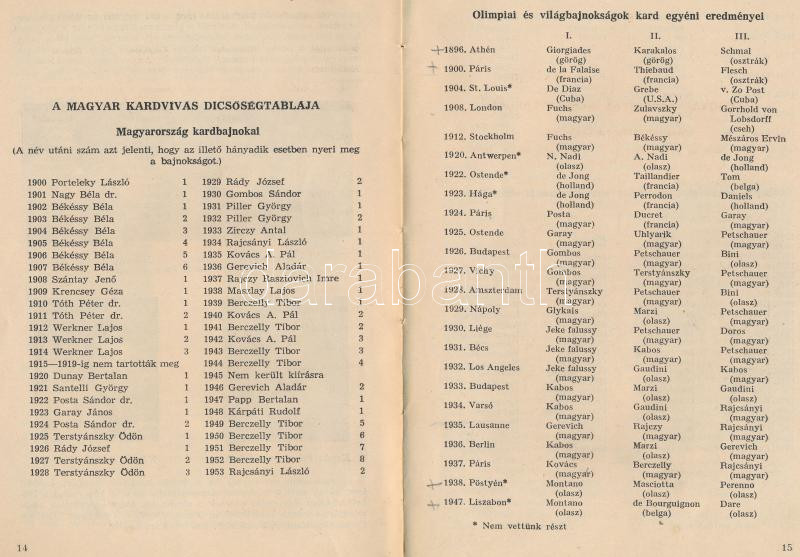 A MAGYAR KARDVIVAS DICSŐSÉGTÁBLÁJA
Magyarország kardbajnokai
(A név utáni szám azt jelenti, hogy az illető hányadik esetben nyeri meg
a bajnokságot.)
1900 Porteleky László 1
1901 Nagy Béla dr. 1
1902 Békéssy Béla 1
1903 Békéssy Béla 2
1904 Békéssy Béla 3
1905 Békéssy Béla 4
1906 Békéssy Béla 5
1907 Békéssy Béla 6
1908 Szántay Jenő 1
1909 Krencsey Géza 1
1910 Tóth Péter dr. 1
1911 Tóth Péter dr. 2
1912 Werkner Lajos 1
1913 Werkner Lajos 2
1914 Werkner Lajos 3
1915—1919-ig nem tartották meg
1920 Dunay Bertalan 1
1921 Santelli György 1
1922 Posta Sándor dr. 1
1923 Garay János 1
1924 Posta Sándor dr. 2
1925 Terstyánszky Ödön 1
1926 Rády József 1
1927 Terstyánszky Ödön 2
1928 Terstyánszky Ödön 3
1929 Rády József 2
1930 Gombos Sándor 1
1931 Piller György 1
1932 Piller György 2
1933 Zirczy Antal 1
1934 Rajcsányi László 1
1935 Kovács A. Pál 1
1936 Gerevich Aladár 1
1937 Rajcsy Raszlovich Imre 1
1938 Maszlay Lajos 1
1939 Berczelly Tibor 1
1940 Kovács A. Pál 2
1941 Berczelly Tibor 2
1942 Kovács A. Pál 3
1943 Berczelly Tibor 3
1944 Berczelly Tibor 4
1945 Nem került kiírásra
1946 Gerevich Aladár 2
1947 Papp Bertalan 1
1948 Kárpáti Rudolf 1
1949 Berczelly Tibor 5
1950 Berczelly Tibor 6
1951 Berczelly Tibor 7
1952 Berczelly Tibor 8
1953 Rajcsányi László 2
14
Olimpiai és világbajnokságok kard egyéni eredményei
I. II. III.
1896. Athén Giorgiades Karakalos Schmal
(görög) (görög) (osztrák)
1900. Páris de la Falaise Thiebaud Flesch
(francia) (francia) (osztrák)
1904. St. Louis* De Diaz Grebe v. Zo Post
(Cuba) (U.S.A.) (Cuba)
1908. London Fuchs Zulavszky Gorrhold von
(magyar) (magyar) Lobsdorff
(cseh)
1912. Stockholm Fuchs Békéssy Mészáros Ervin
(magyar) (magyar) (magyar)
1920. Antwerpen* N. Nadi A. Nadi de Jong
(olasz) (olasz) (holland)
1922. Ostende* de Jong Taillandier Tom
(holland) (francia) (belga)
1923. Hága* de Jong Perrodon Daniels
(holland) (francia) (holland)
1924. Páris Posta Ducret Garay
(magyar) (francia) (magyar)
1925. Ostende Garay Uhlyarik Petschauer
(magyar) (magyar) (magyar)
1926. Budapest Gombos Petschauer Bini
(magyar) (magyar) (olasz)
1927. Vichy Gombos Terstyánszky Petschauer
(magyar) (magyar) (magyar)
1928. Amszterdam Terstyánszky Petschauer Bini
(magyar) (magyar) (olasz)
1929. Nápoly Glykais Marzi Petschauer
(magyar) (olasz) (magyar)
1930. Liége Jeke falussy Petschauer Doros
(magyar) (magyar) (magyar)
1931. Bécs Jeke falussy Kabos Petschauer
(magyar) (magyar) (magyar)
1932. Los Angeles Jeke falussy Gaudini Kabos
(magyar) (olasz) (magyar)
1933. Budapest Kabos Marzi Gaudini
(magyar) (olasz) (olasz)
1934. Varsó Kabos Gaudini Rajcsányi
(magyar) (olasz) (magyar)
1935. Lausanne Gerevich Rajczy Rajcsányi
(magyar) (magyar) (magyar)
1936. Berlin Kabos Marzi Gerevich
(magyar) (olasz) (magyar)
1937. Páris Kovács Berczelly Rajcsányi
(magyar) (magyar) (magyar)
1938. Pöstyén* Montano Masciotta Perenno
(olasz) (olasz) (olasz)
1947. Liszabon* Montano de Bourguignon Dare
(olasz) (belga) (olasz)
* Nem vettünk részt
15
darabanth